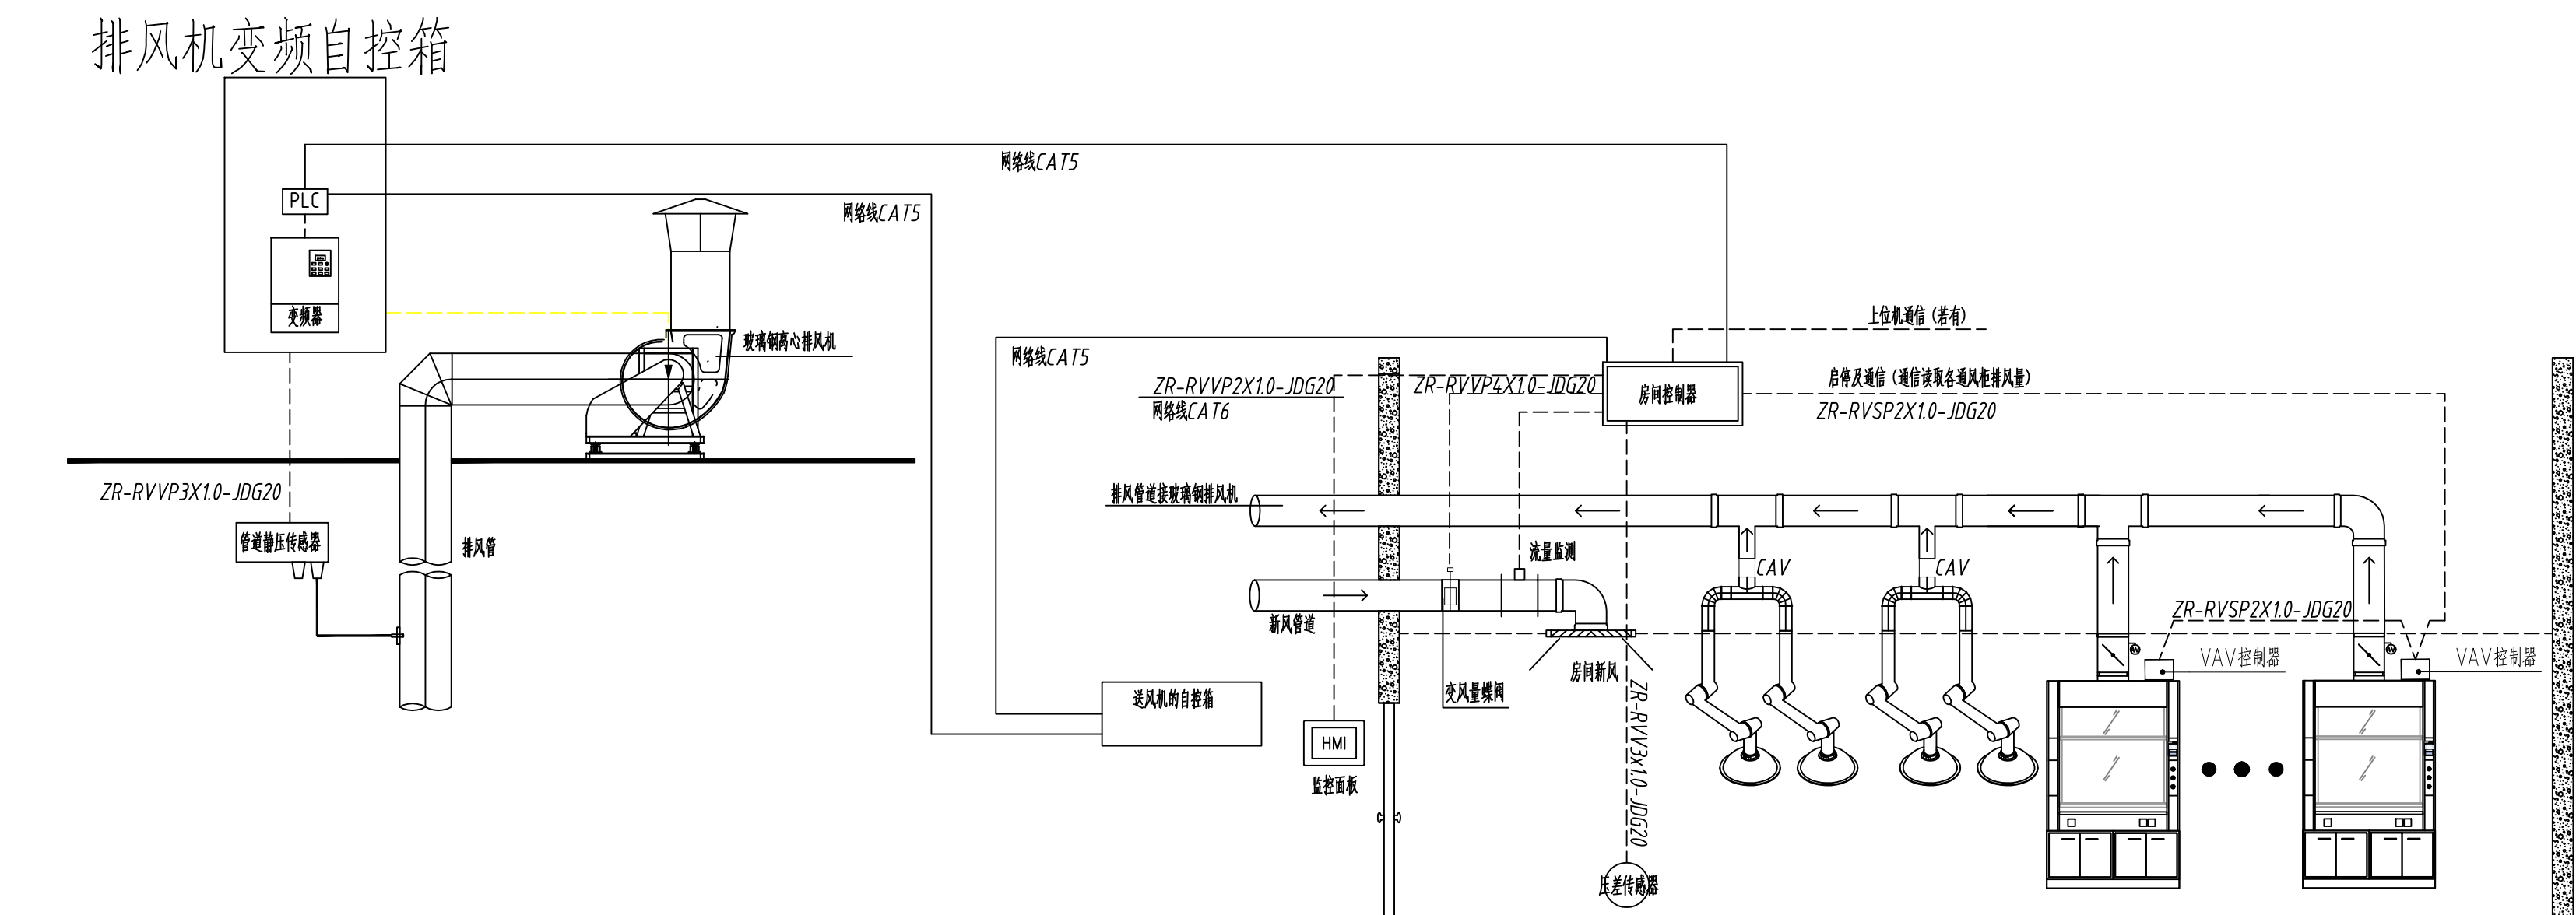 排风机变频自控箱
网络线CAT5
PLC
网络线CAT5
变频器
玻璃钢离心排风机
上位机通信 (若有)
网络线CAT5
ZR-RVVP2X1.0-JDG20
网络线CAT6
ZR-RVVP4X1.0-JDG20
房间控制器
启停及通信 (通信读取各通风柜排风量)
ZR-RVSP2X1.0-JDG20
ZR-RVVP3X1.0-JDG20
排风管道接玻璃钢排风机
管道静压传感器
排风管
流量监测
CAV
CAV
新风管道
ZR-RVSP2X1.0-JDG20
VAV控制器
VAV控制器
房间新风
变风量蝶阀
送风机的自控箱
HMI
监控面板
ZR-RVV3x1.0-JDG20
压差传感器